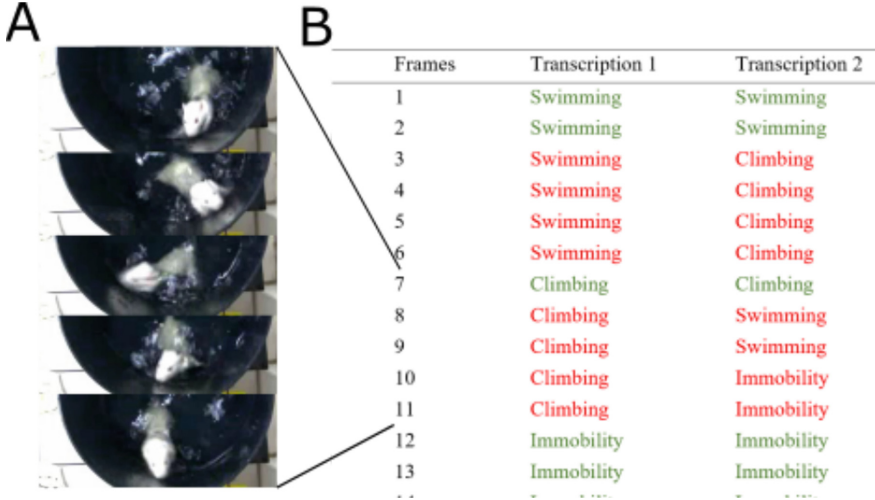 A
B
Frames Transcription 1 Transcription 2
1 Swimming Swimming
2 Swimming Swimming
3 Swimming Climbing
4 Swimming Climbing
5 Swimming Climbing
6 Swimming Climbing
7 Climbing Climbing
8 Climbing Swimming
9 Climbing Swimming
10 Climbing Immobility
11 Climbing Immobility
12 Immobility Immobility
13 Immobility Immobility